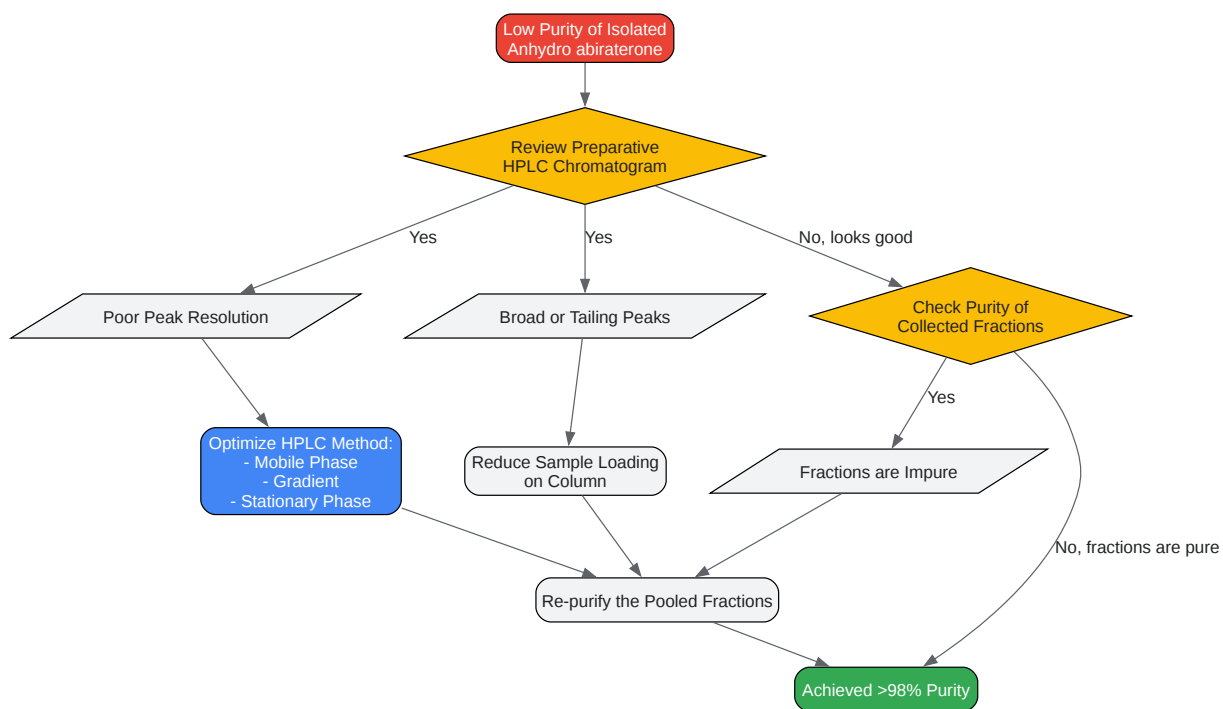 Low Purity of Isolated
Anhydro abiraterone
Review Preparative
HPLC Chromatogram
Yes
Yes
No, looks good
Poor Peak Resolution
Broad or Tailing Peaks
Check Purity of
Collected Fractions
Yes
Optimize HPLC Method:
- Mobile Phase
- Gradient
- Stationary Phase
Reduce Sample Loading
on Column
Fractions are Impure
No, fractions are pure
Re-purify the Pooled Fractions
Achieved >98% Purity